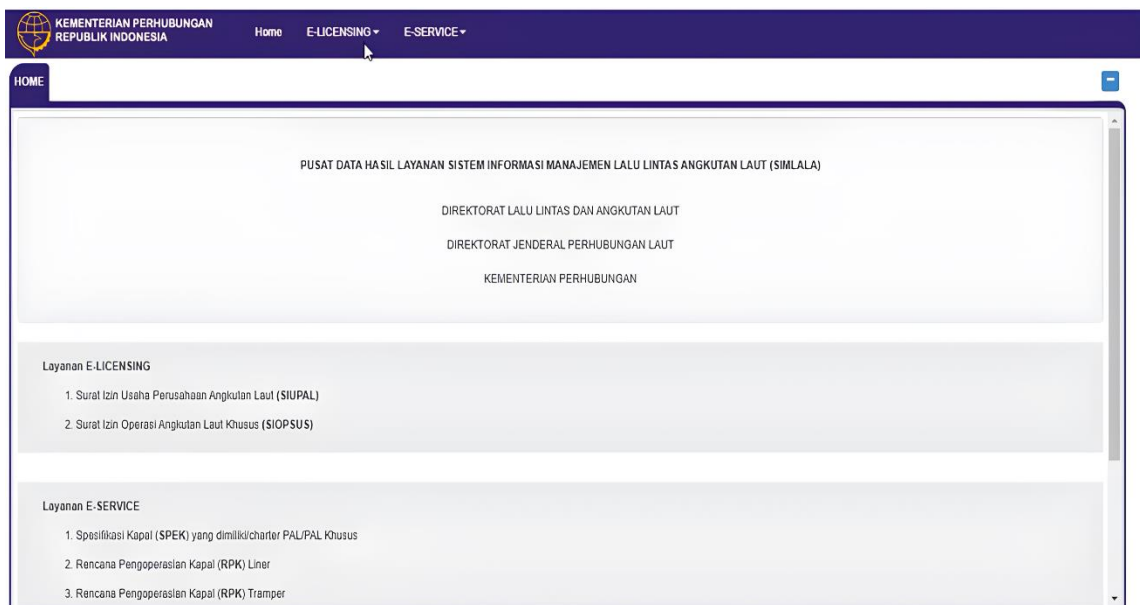 KEMENTERIAN PERHUBUNGAN
REPUBLIK INDONESIA
Home E-LICENSING E-SERVICE
HOME
PUSAT DATA HASIL LAYANAN SISTEM INFORMASI MANAJEMEN LALU LINTAS ANGKUTAN LAUT (SIMLALA)
DIREKTORAT LALU LINTAS DAN ANGKUTAN LAUT
DIREKTORAT JENDERAL PERHUBUNGAN LAUT
KEMENTERIAN PERHUBUNGAN
Layanan E-LICENSING
1. Surat Izin Usaha Perusahaan Angkutan Laut (SIUPAL)
2. Surat Izin Operasi Angkutan Laut Khusus (SIOPSUS)
Layanan E-SERVICE
1. Spesifikasi Kapal (SPEK) yang dimiliki/charter PAL/PAL Khusus
2. Rencana Pengoperasian Kapal (RPK) Liner
3. Rencana Pengoperasian Kapal (RPK) Tramper